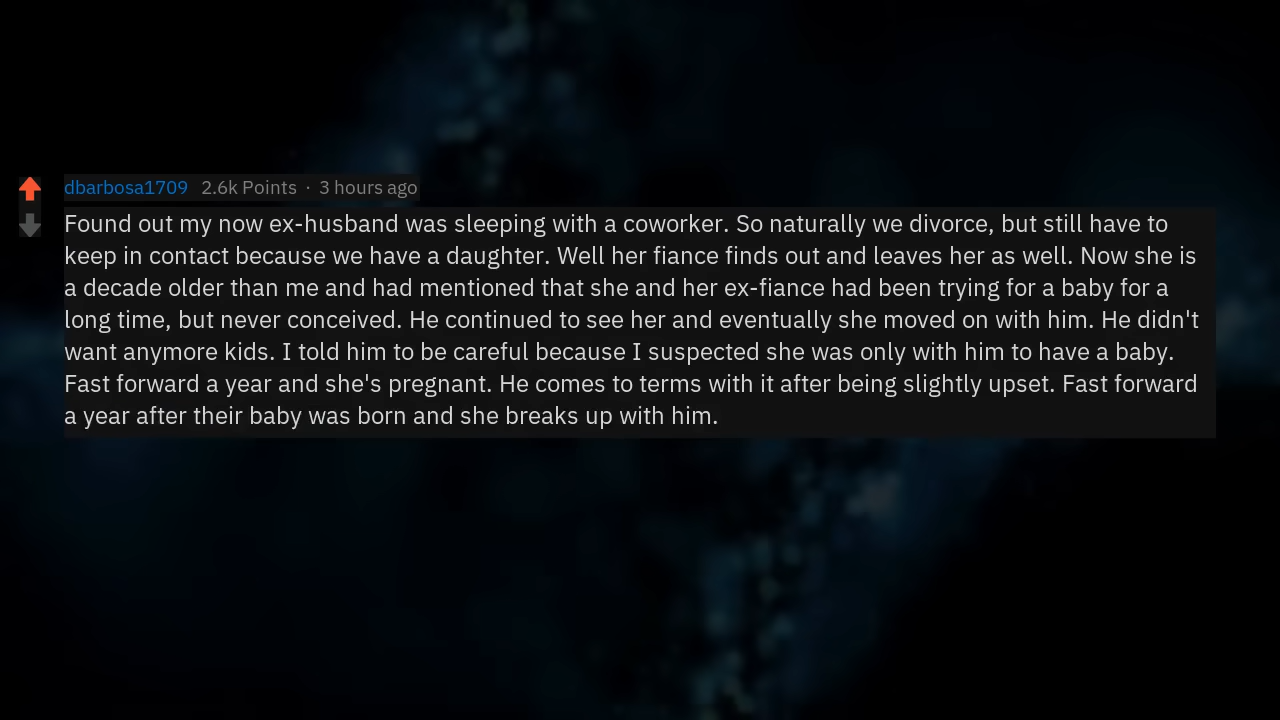 dbarbosa1709 2.6k Points · 3 hours ago
Found out my now ex-husband was sleeping with a coworker. So naturally we divorce, but still have to
keep in contact because we have a daughter. Well her fiance finds out and leaves her as well. Now she is
a decade older than me and had mentioned that she and her ex-fiance had been trying for a baby for a
long time, but never conceived. He continued to see her and eventually she moved on with him. He didn't
want anymore kids. I told him to be careful because I suspected she was only with him to have a baby.
Fast forward a year and she's pregnant. He comes to terms with it after being slightly upset. Fast forward
a year after their baby was born and she breaks up with him.